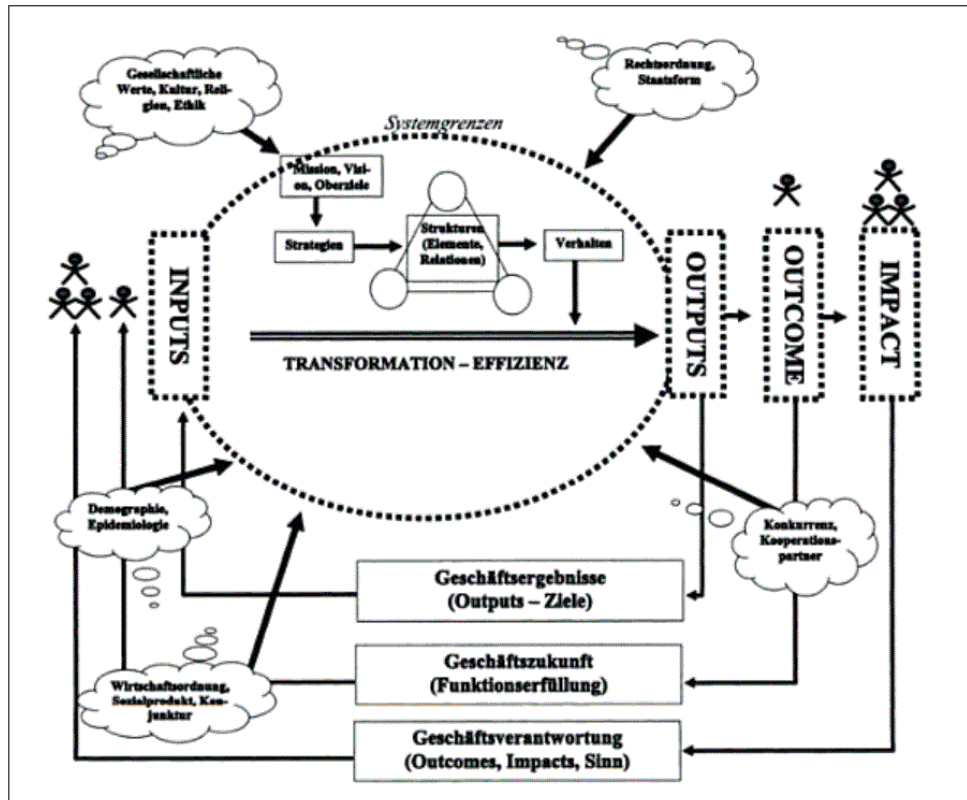 Gesellschaftliche
Werte, Kultur, Reli-
gion, Ethik
Rechtsordnung,
Staatsform
Systemgrenzen
Mission, Visi-
on, Oberziele
Strategien
Strukturen
(Elemente,
Relationen)
Verhalten
INPUTS
OUTPUTS
OUTCOME
IMPACT
TRANSFORMATION – EFFIZIENZ
Demographie,
Epidemiologie
Konkurrenz,
Kooperations-
partner
Geschäftsergebnisse
(Outputs – Ziele)
Geschäftszukunft
(Funktionserfüllung)
Wirtschaftsordnung,
Sozialprodukt, Kon-
junktur
Geschäftsverantwortung
(Outcomes, Impacts, Sinn)